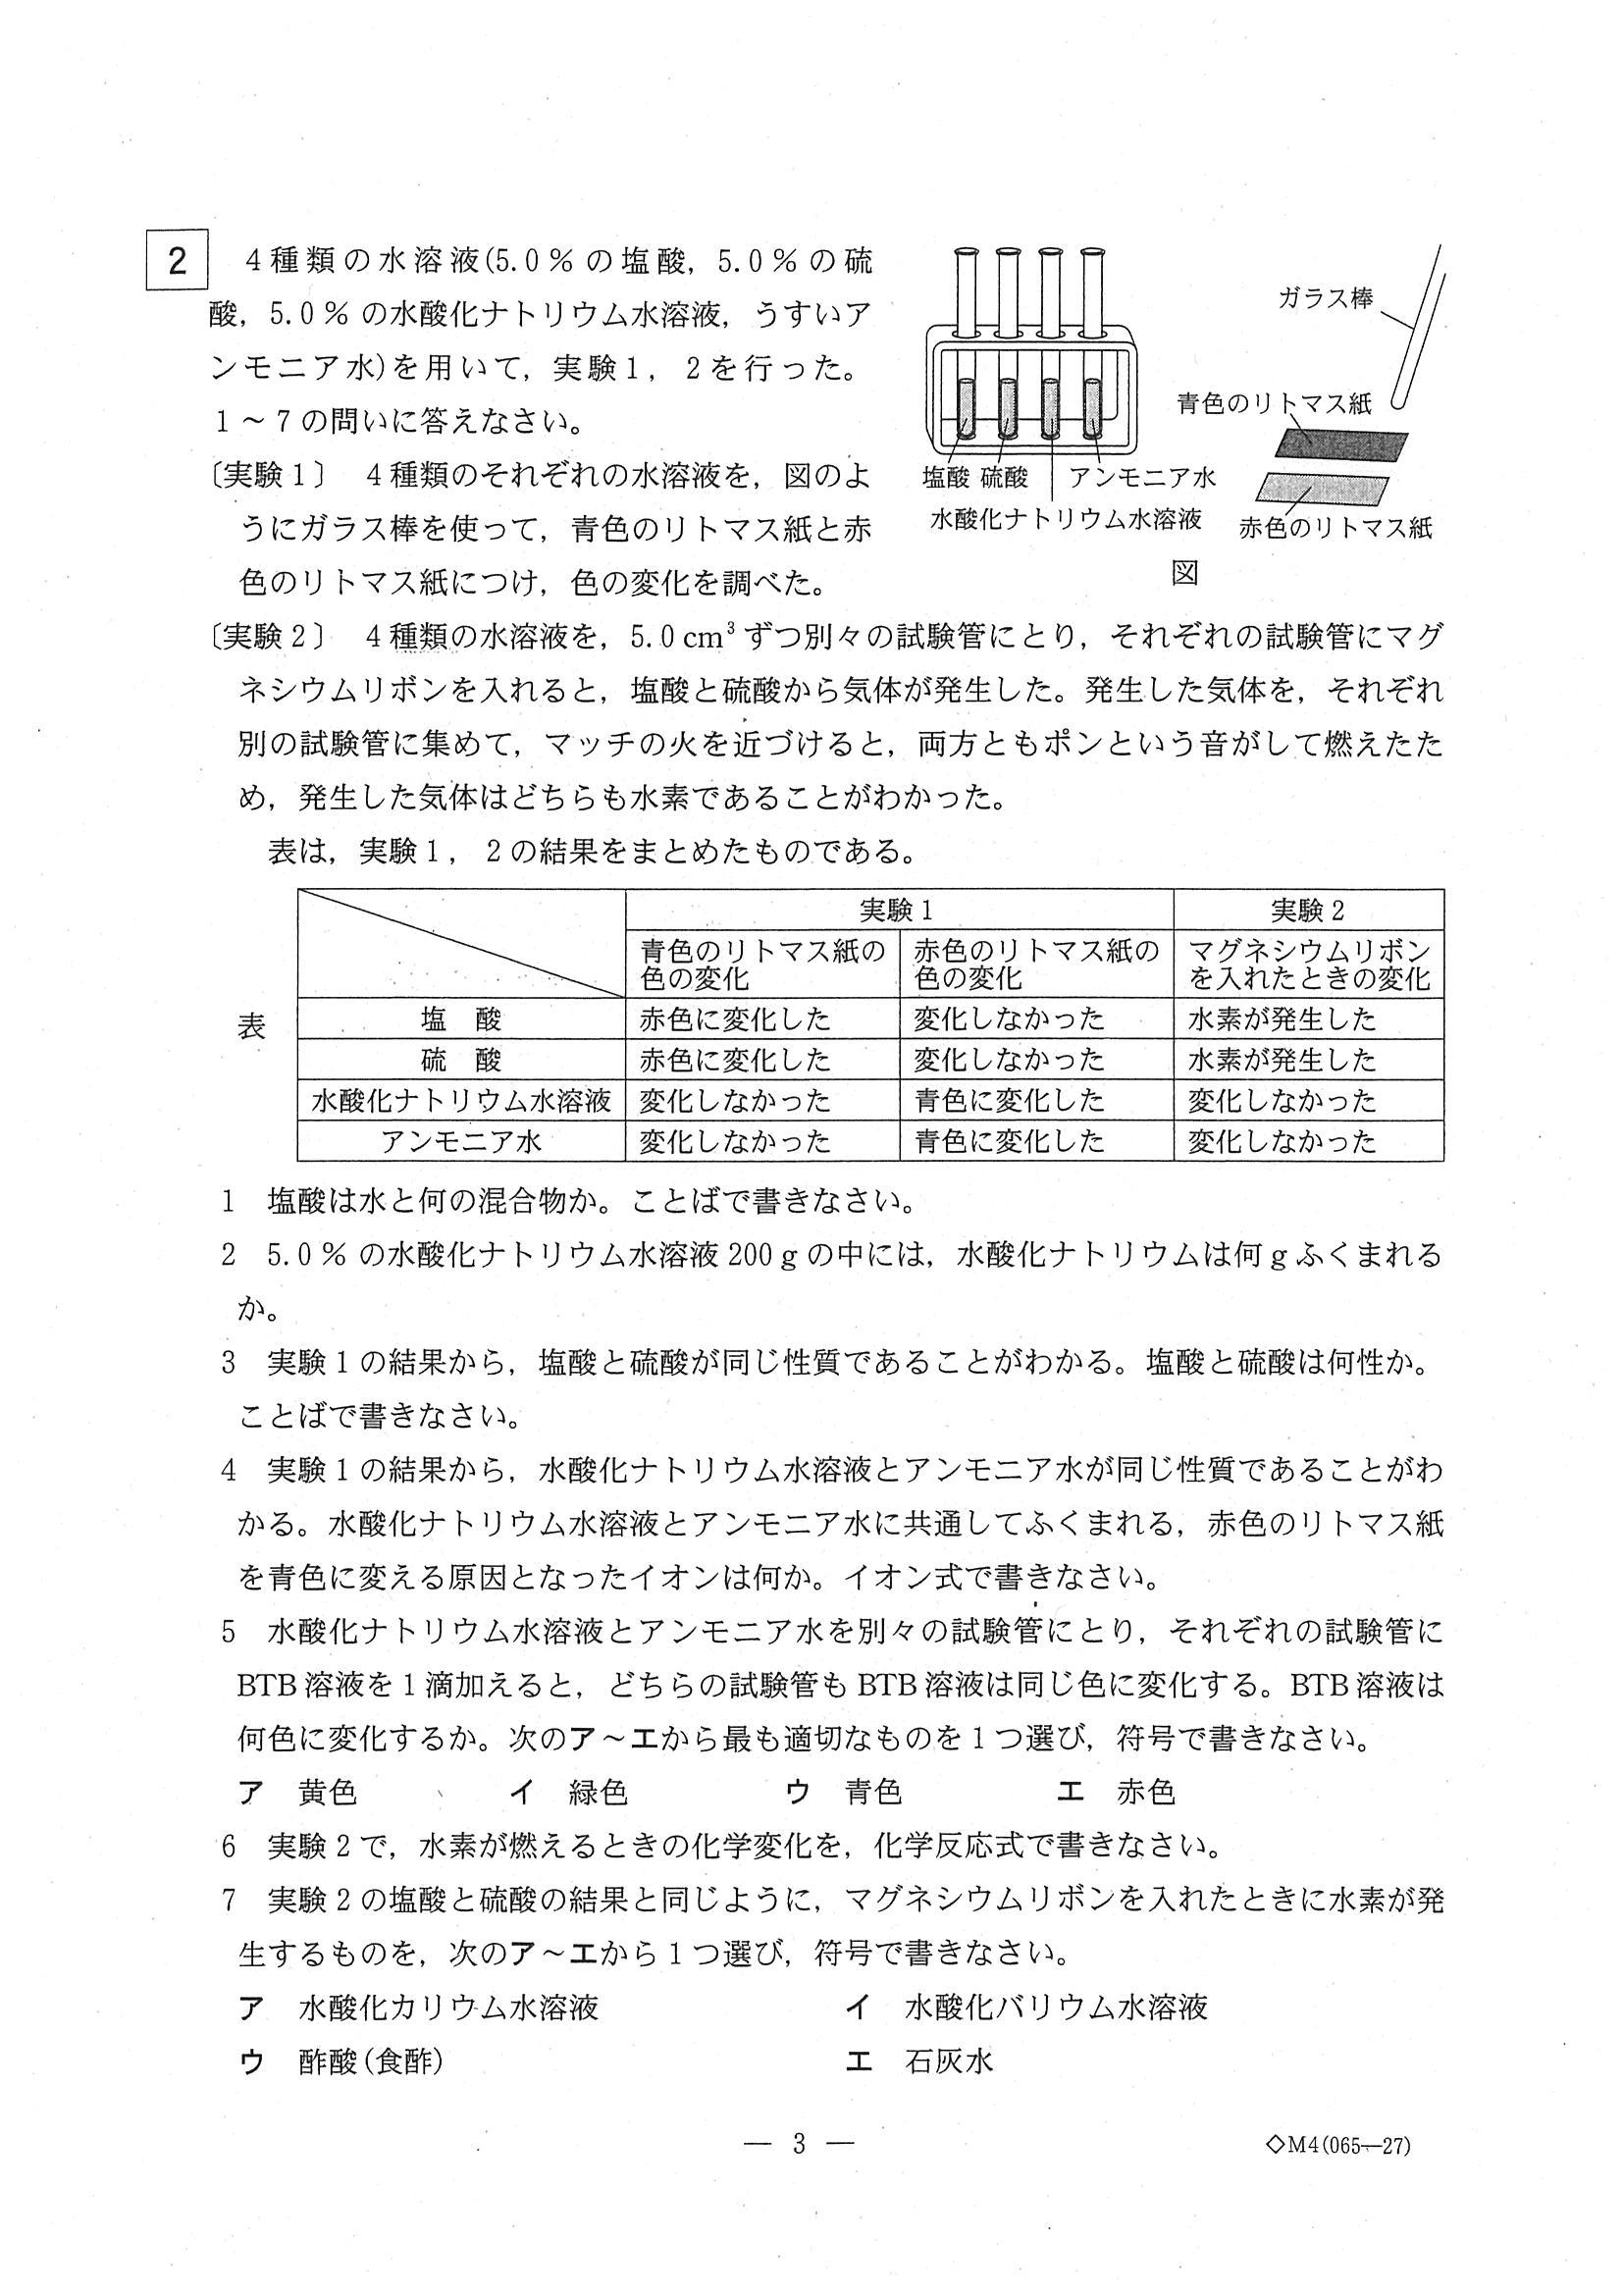 2 4種類の水溶液(5.0%の塩酸，5.0%の硫
酸，5.0%の水酸化ナトリウム水溶液，うすいア
ンモニア水)を用いて，実験1，2を行った。
1～7の問いに答えなさい。
〔実験1〕 4種類のそれぞれの水溶液を，図のよ
うにガラス棒を使って，青色のリトマス紙と赤
色のリトマス紙につけ，色の変化を調べた。
ガラス棒
青色のリトマス紙
塩酸 硫酸 アンモニア水
水酸化ナトリウム水溶液
赤色のリトマス紙
図
〔実験2〕 4種類の水溶液を，5.0cm³ずつ別々の試験管にとり，それぞれの試験管にマグ
ネシウムリボンを入れると，塩酸と硫酸から気体が発生した。発生した気体を，それぞれ
別の試験管に集めて，マッチの火を近づけると，両方ともポンという音がして燃えたた
め，発生した気体はどちらも水素であることがわかった。
表は，実験1，2の結果をまとめたものである。
表
実験1 実験2
青色のリトマス紙の色の変化 赤色のリトマス紙の色の変化 マグネシウムリボンを入れたときの変化
塩 酸 赤色に変化した 変化しなかった 水素が発生した
硫 酸 赤色に変化した 変化しなかった 水素が発生した
水酸化ナトリウム水溶液 変化しなかった 青色に変化した 変化しなかった
アンモニア水 変化しなかった 青色に変化した 変化しなかった
1 塩酸は水と何の混合物か。ことばで書きなさい。
2 5.0%の水酸化ナトリウム水溶液200gの中には，水酸化ナトリウムは何gふくまれる
か。
3 実験1の結果から，塩酸と硫酸が同じ性質であることがわかる。塩酸と硫酸は何性か。
ことばで書きなさい。
4 実験1の結果から，水酸化ナトリウム水溶液とアンモニア水が同じ性質であることがわ
かる。水酸化ナトリウム水溶液とアンモニア水に共通してふくまれる，赤色のリトマス紙
を青色に変える原因となったイオンは何か。イオン式で書きなさい。
5 水酸化ナトリウム水溶液とアンモニア水を別々の試験管にとり，それぞれの試験管に
BTB溶液を1滴加えると，どちらの試験管もBTB溶液は同じ色に変化する。BTB溶液は
何色に変化するか。次のア～エから最も適切なものを1つ選び，符号で書きなさい。
ア 黄色 イ 緑色 ウ 青色 エ 赤色
6 実験2で，水素が燃えるときの化学変化を，化学反応式で書きなさい。
7 実験2の塩酸と硫酸の結果と同じように，マグネシウムリボンを入れたときに水素が発
生するものを，次のア～エから1つ選び，符号で書きなさい。
ア 水酸化カリウム水溶液 イ 水酸化バリウム水溶液
ウ 酢酸(食酢) エ 石灰水
― 3 ― ◇M4(065―27)